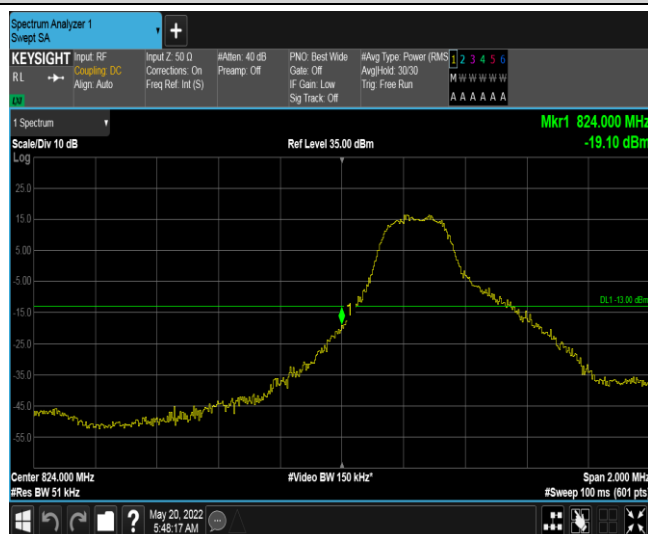 Spectrum Analyzer 1
Swept SA
+
KEYSIGHT
RL
LXI
Input: RF
Coupling: DC
Align: Auto
Input Z: 50 Ω
Corrections: On
Freq Ref: Int (S)
#Atten: 40 dB
Preamp: Off
PNO: Best Wide
Gate: Off
IF Gain: Low
Sig Track: Off
#Avg Type: Power (RMS
Avg|Hold: 30/30
Trig: Free Run
1 2 3 4 5 6
M W W W W W
A A A A A A
1 Spectrum
Mkr1 824.000 MHz
-19.10 dBm
Scale/Div 10 dB
Ref Level 35.00 dBm
Log
25.0
15.0
5.00
-5.00
-15.0
-25.0
-35.0
-45.0
-55.0
1
DL1 -13.00 dBm
Center 824.000 MHz
#Video BW 150 kHz*
Span 2.000 MHz
#Res BW 51 kHz
#Sweep 100 ms (601 pts)
?
May 20, 2022
5:48:17 AM